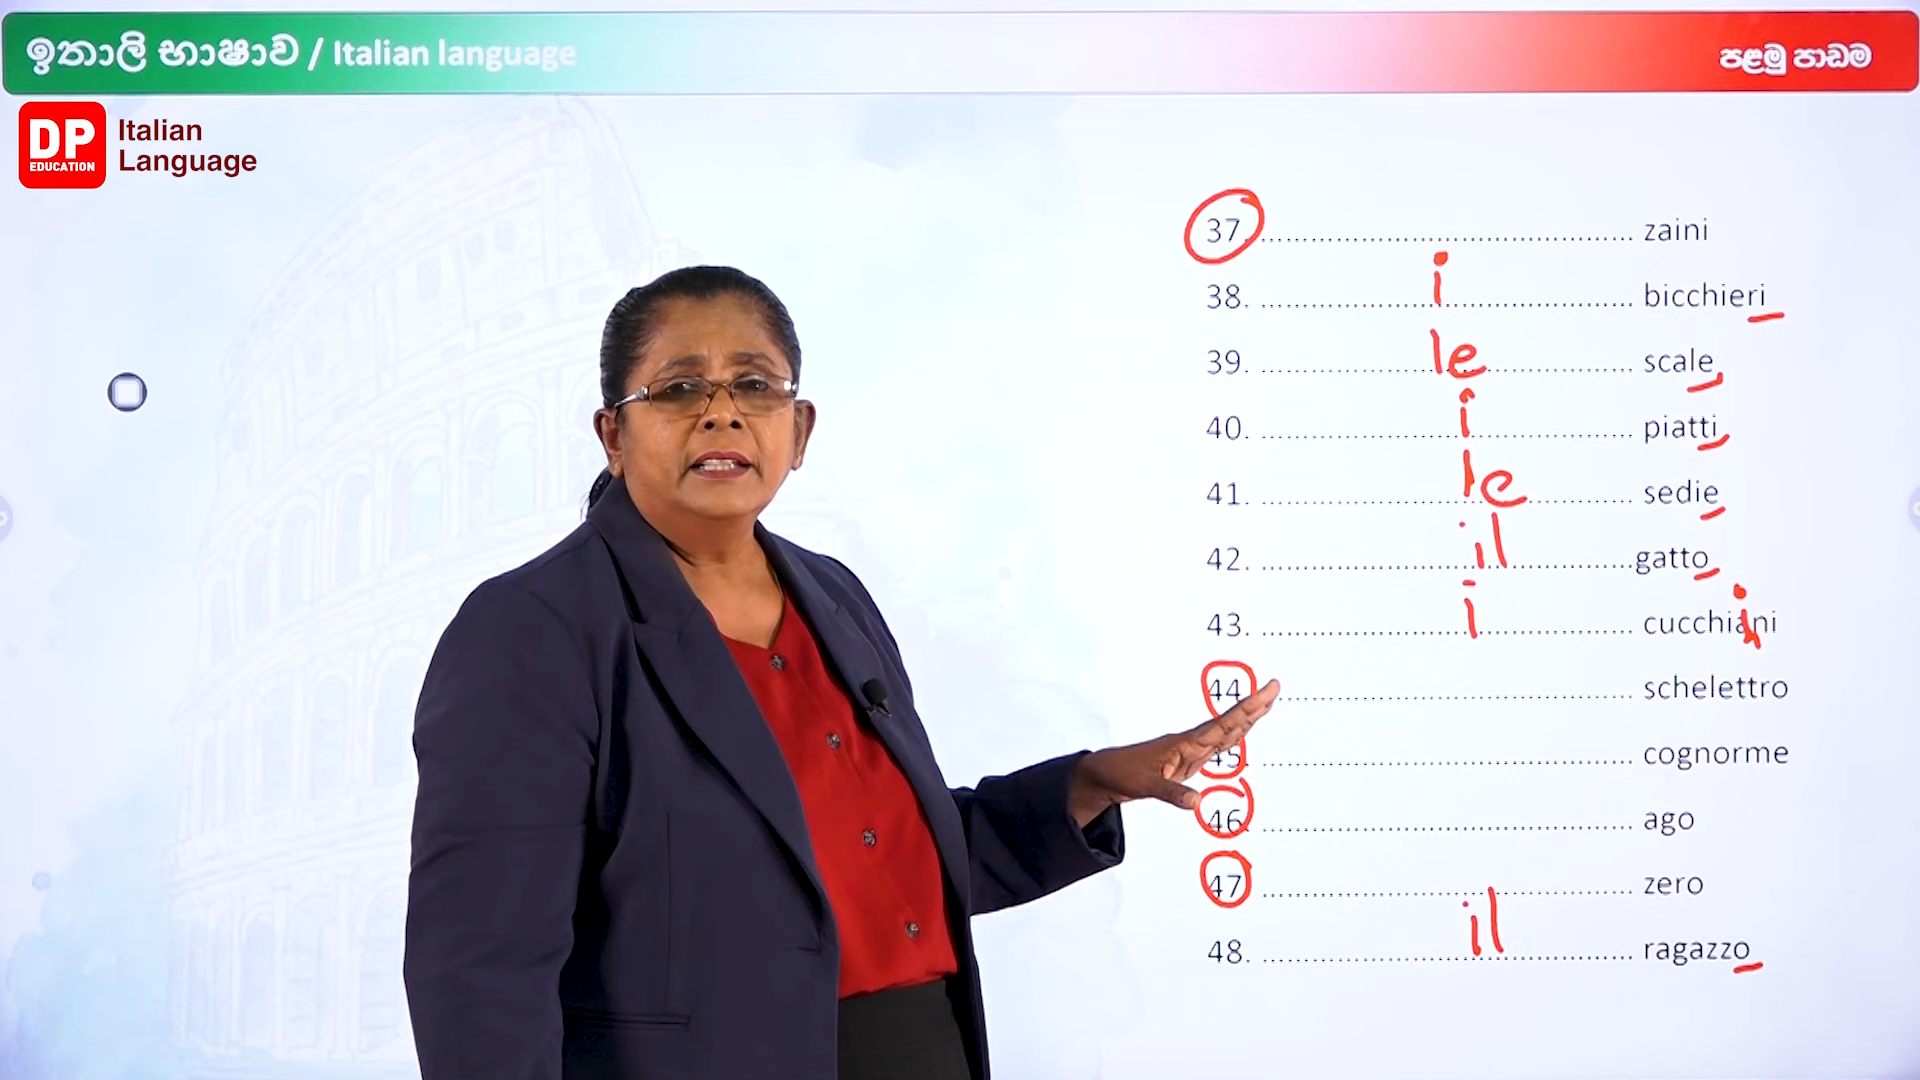 ඉතාලි භාෂාව / Italian language
පළමු පාඩම
DP
EDUCATION
Italian
Language
37. ........ zaini
38. ........ i ........ bicchieri
39. ........ le ........ scale
40. ........ i ........ piatti
41. ........ le ........ sedie
42. ........ il ........ gatto
43. ........ i ........ cucchiani
i
44. ........ schelettro
45. ........ cognorme
46. ........ ago
47. ........ zero
48. ........ il ........ ragazzo